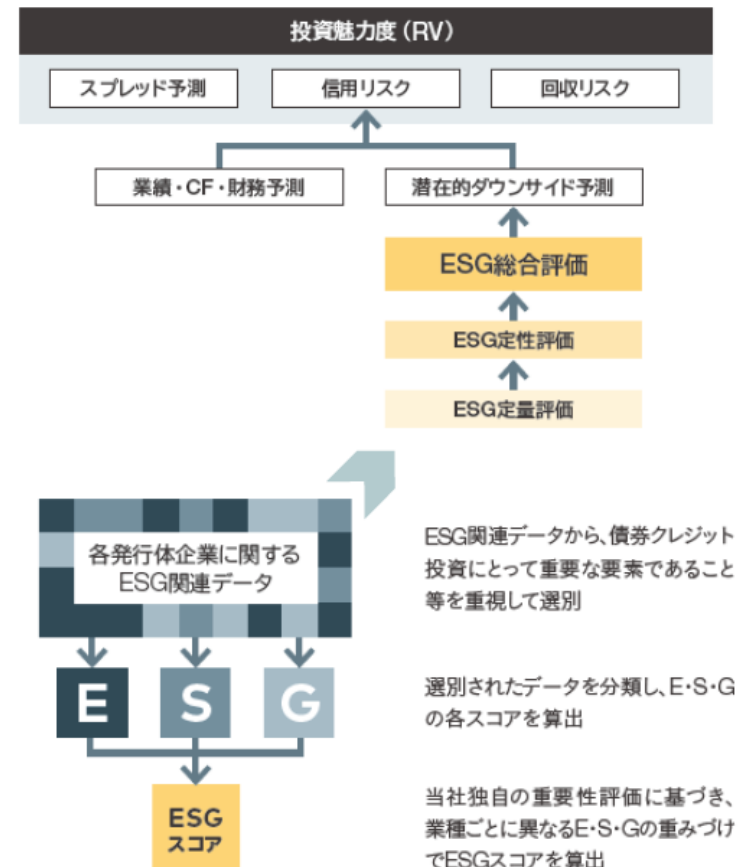 投資魅力度（RV）
スプレッド予測
信用リスク
回収リスク
業績・CF・財務予測
潜在的ダウンサイド予測
ESG総合評価
ESG定性評価
ESG定量評価
各発行体企業に関する
ESG関連データ
ESG関連データから、債券クレジット
投資にとって重要な要素であること
等を重視して選別
E
S
G
選別されたデータを分類し、E・S・G
の各スコアを算出
ESG
スコア
当社独自の重要性評価に基づき、
業種ごとに異なるE・S・Gの重みづけ
でESGスコアを算出